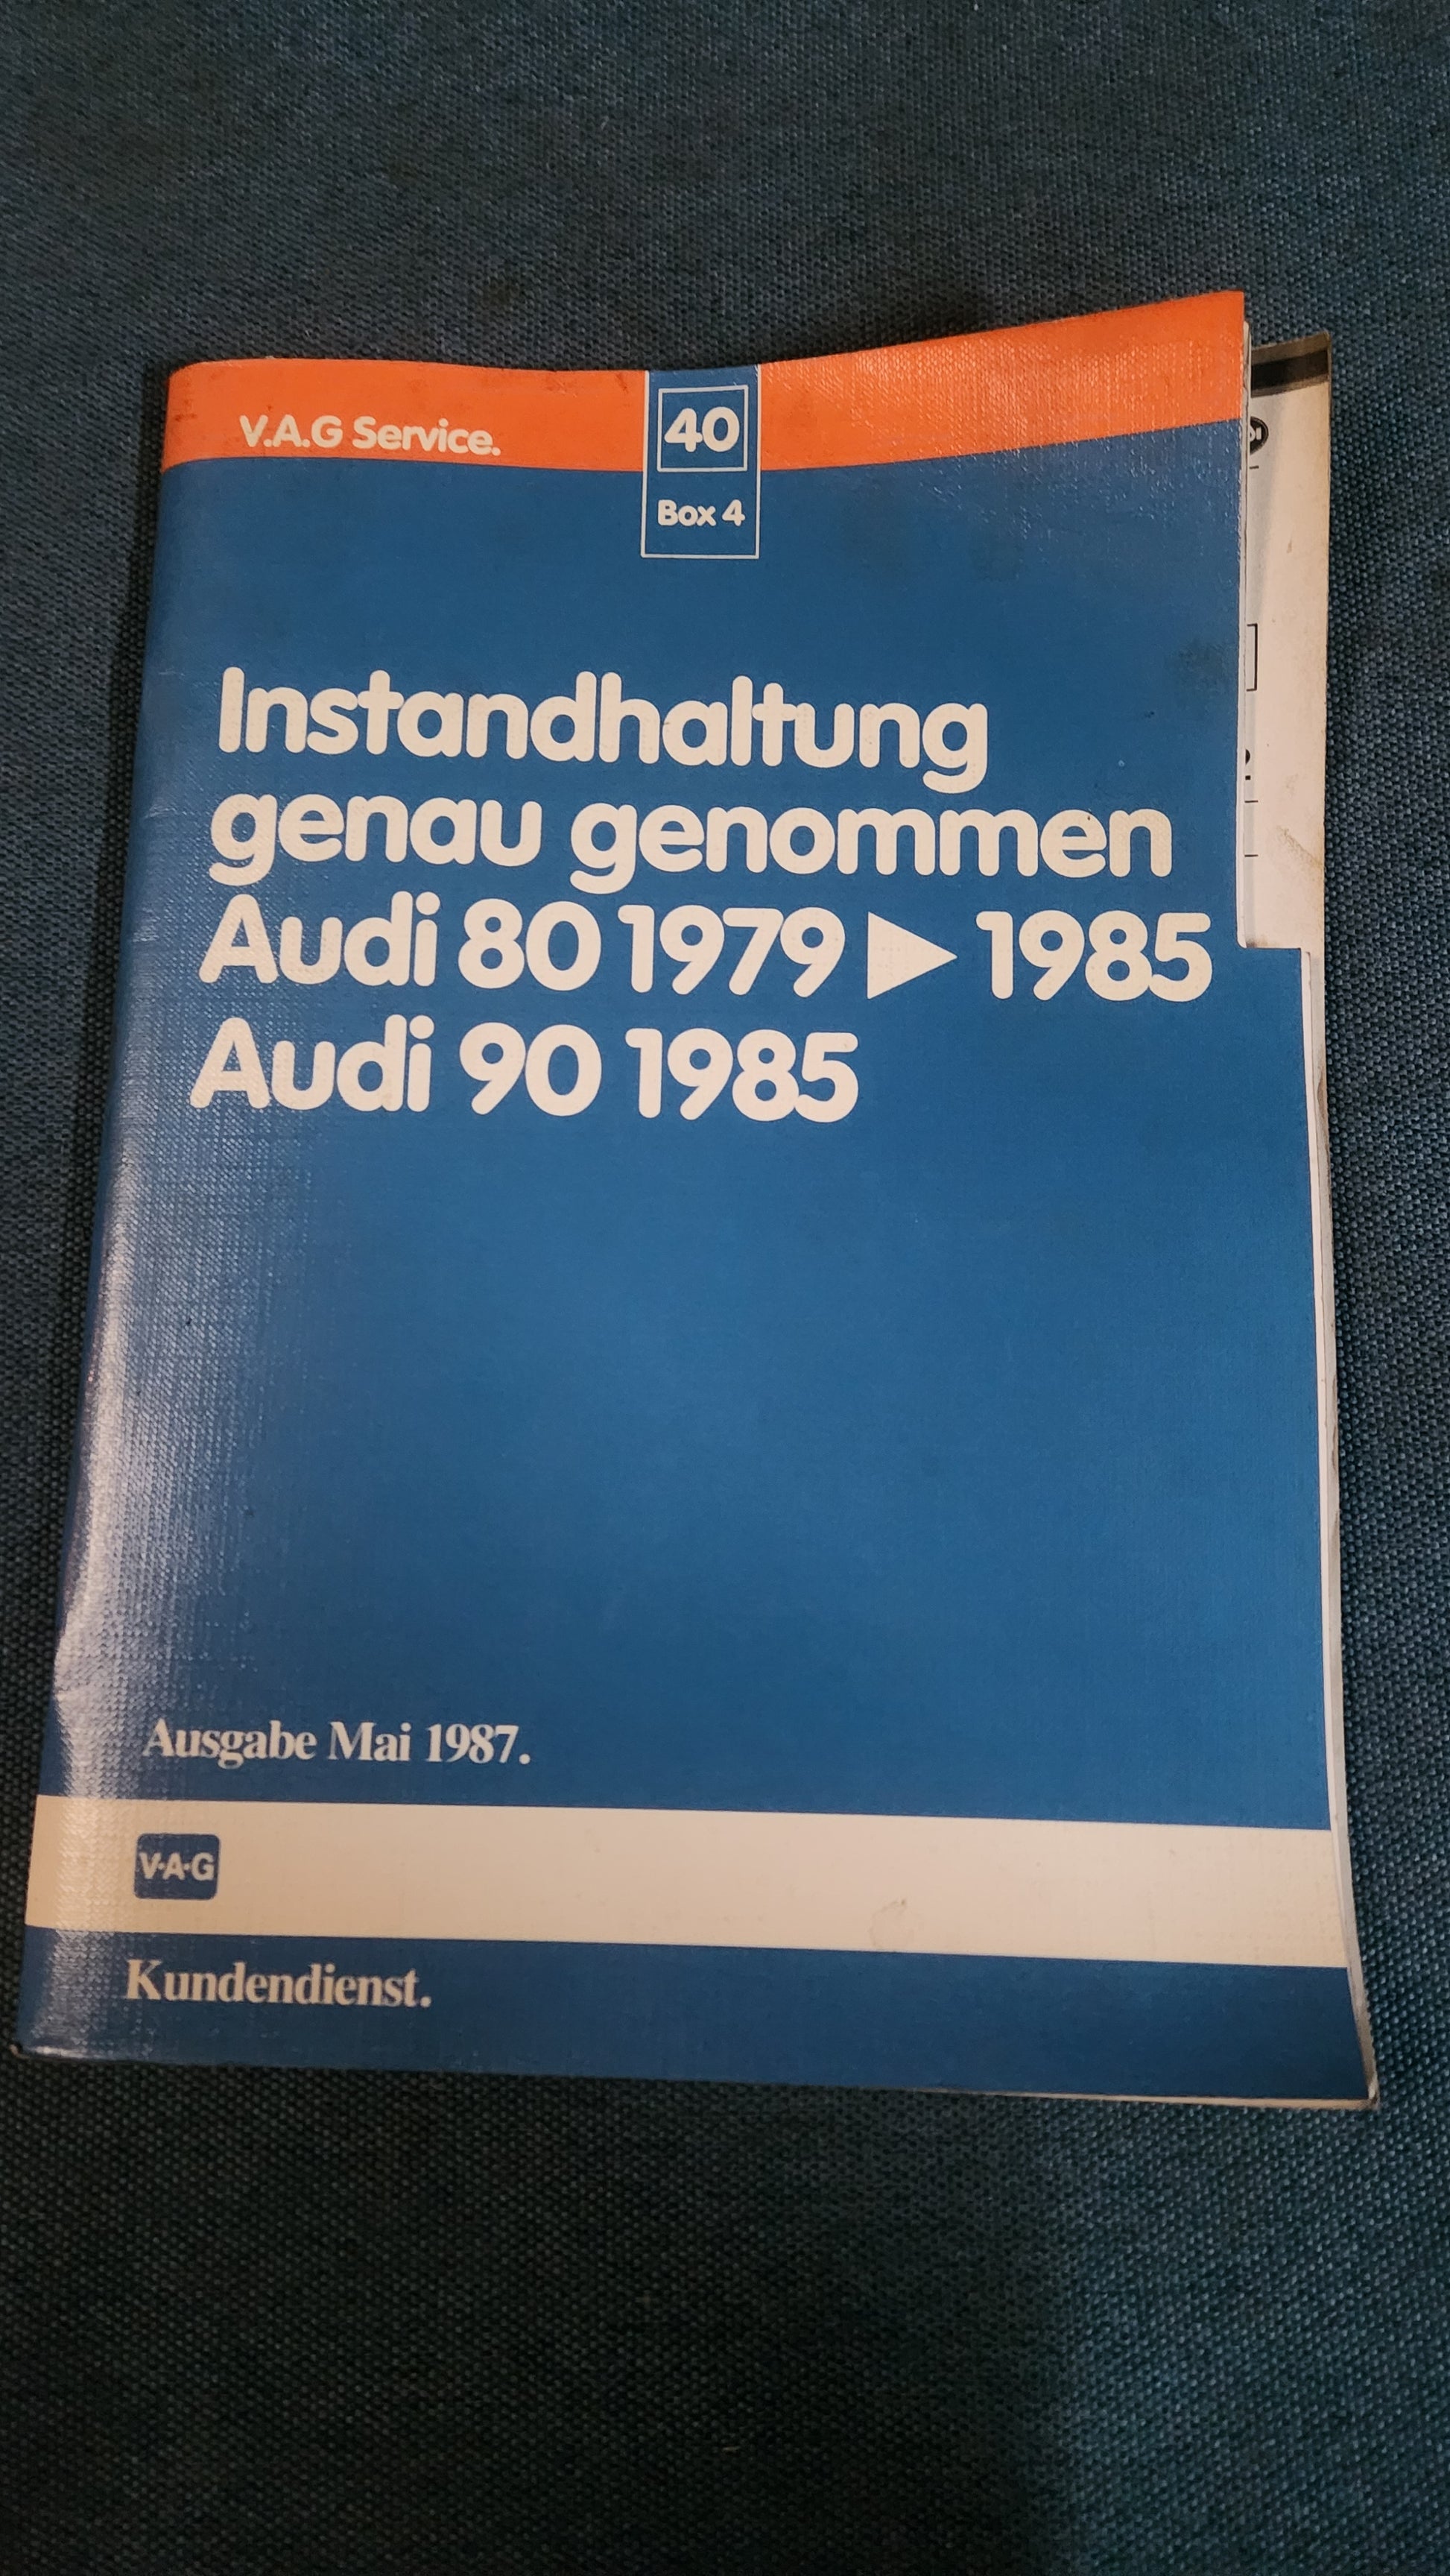 V.A.G Service.
40
Box 4
Instandhaltung
genau genommen
Audi 80 1979 ▶ 1985
Audi 90 1985
Ausgabe Mai 1987.
V·A·G
Kundendienst.